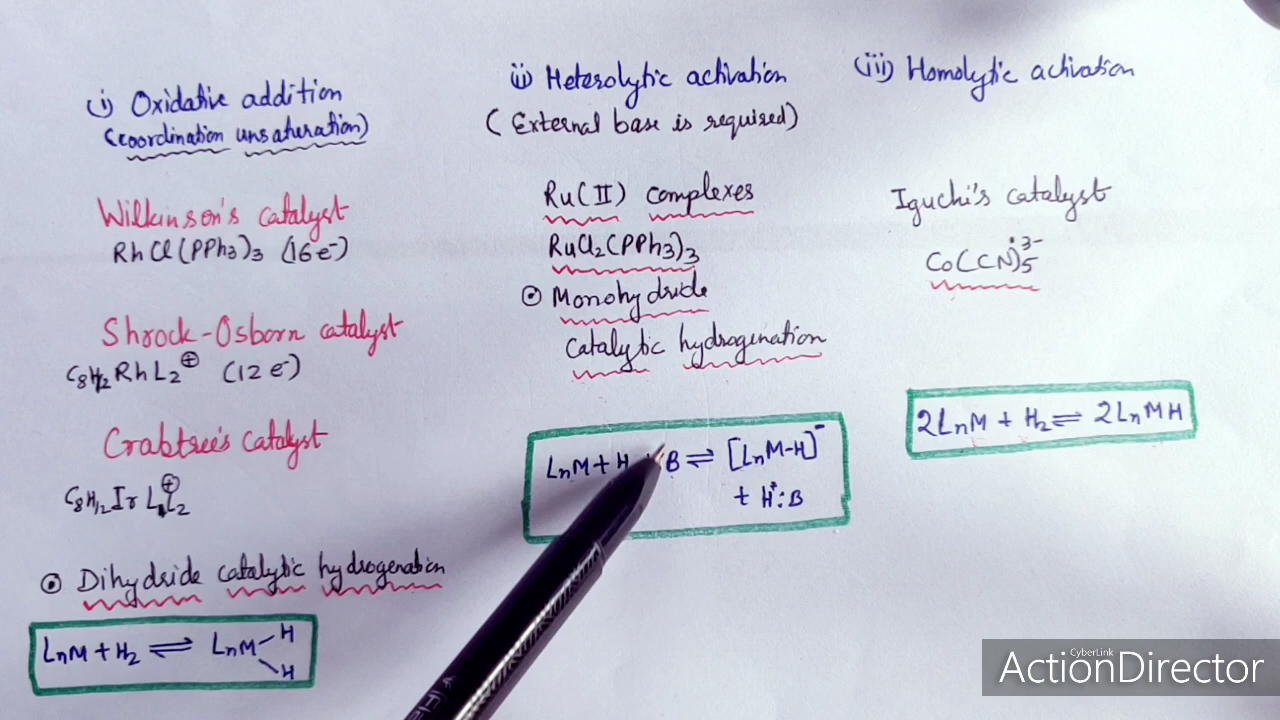 (i) Oxidative addition
(coordination unsaturation)
Wilkinson's catalyst
RhCl(PPh3)3 (16e⁻)
Shrock-Osborn catalyst
C8H12RhL2⊕ (12e⁻)
Crabtree's catalyst
C8H12Ir L2⊕
⊙ Dihydride catalytic hydrogenation
LnM + H2 ⇌ LnM
H
H
(ii) Heterolytic activation
(External base is required)
Ru(II) complexes
RuCl2(PPh3)3
⊙ Monohydride
Catalytic hydrogenation
LnM + H B ⇌ [LnM-H]⁻
+ H⁺:B
(iii) Homolytic activation
Iguchi's catalyst
Co(CN)5•3-
2LnM + H2 ⇌ 2LnMH
CyberLink
ActionDirector